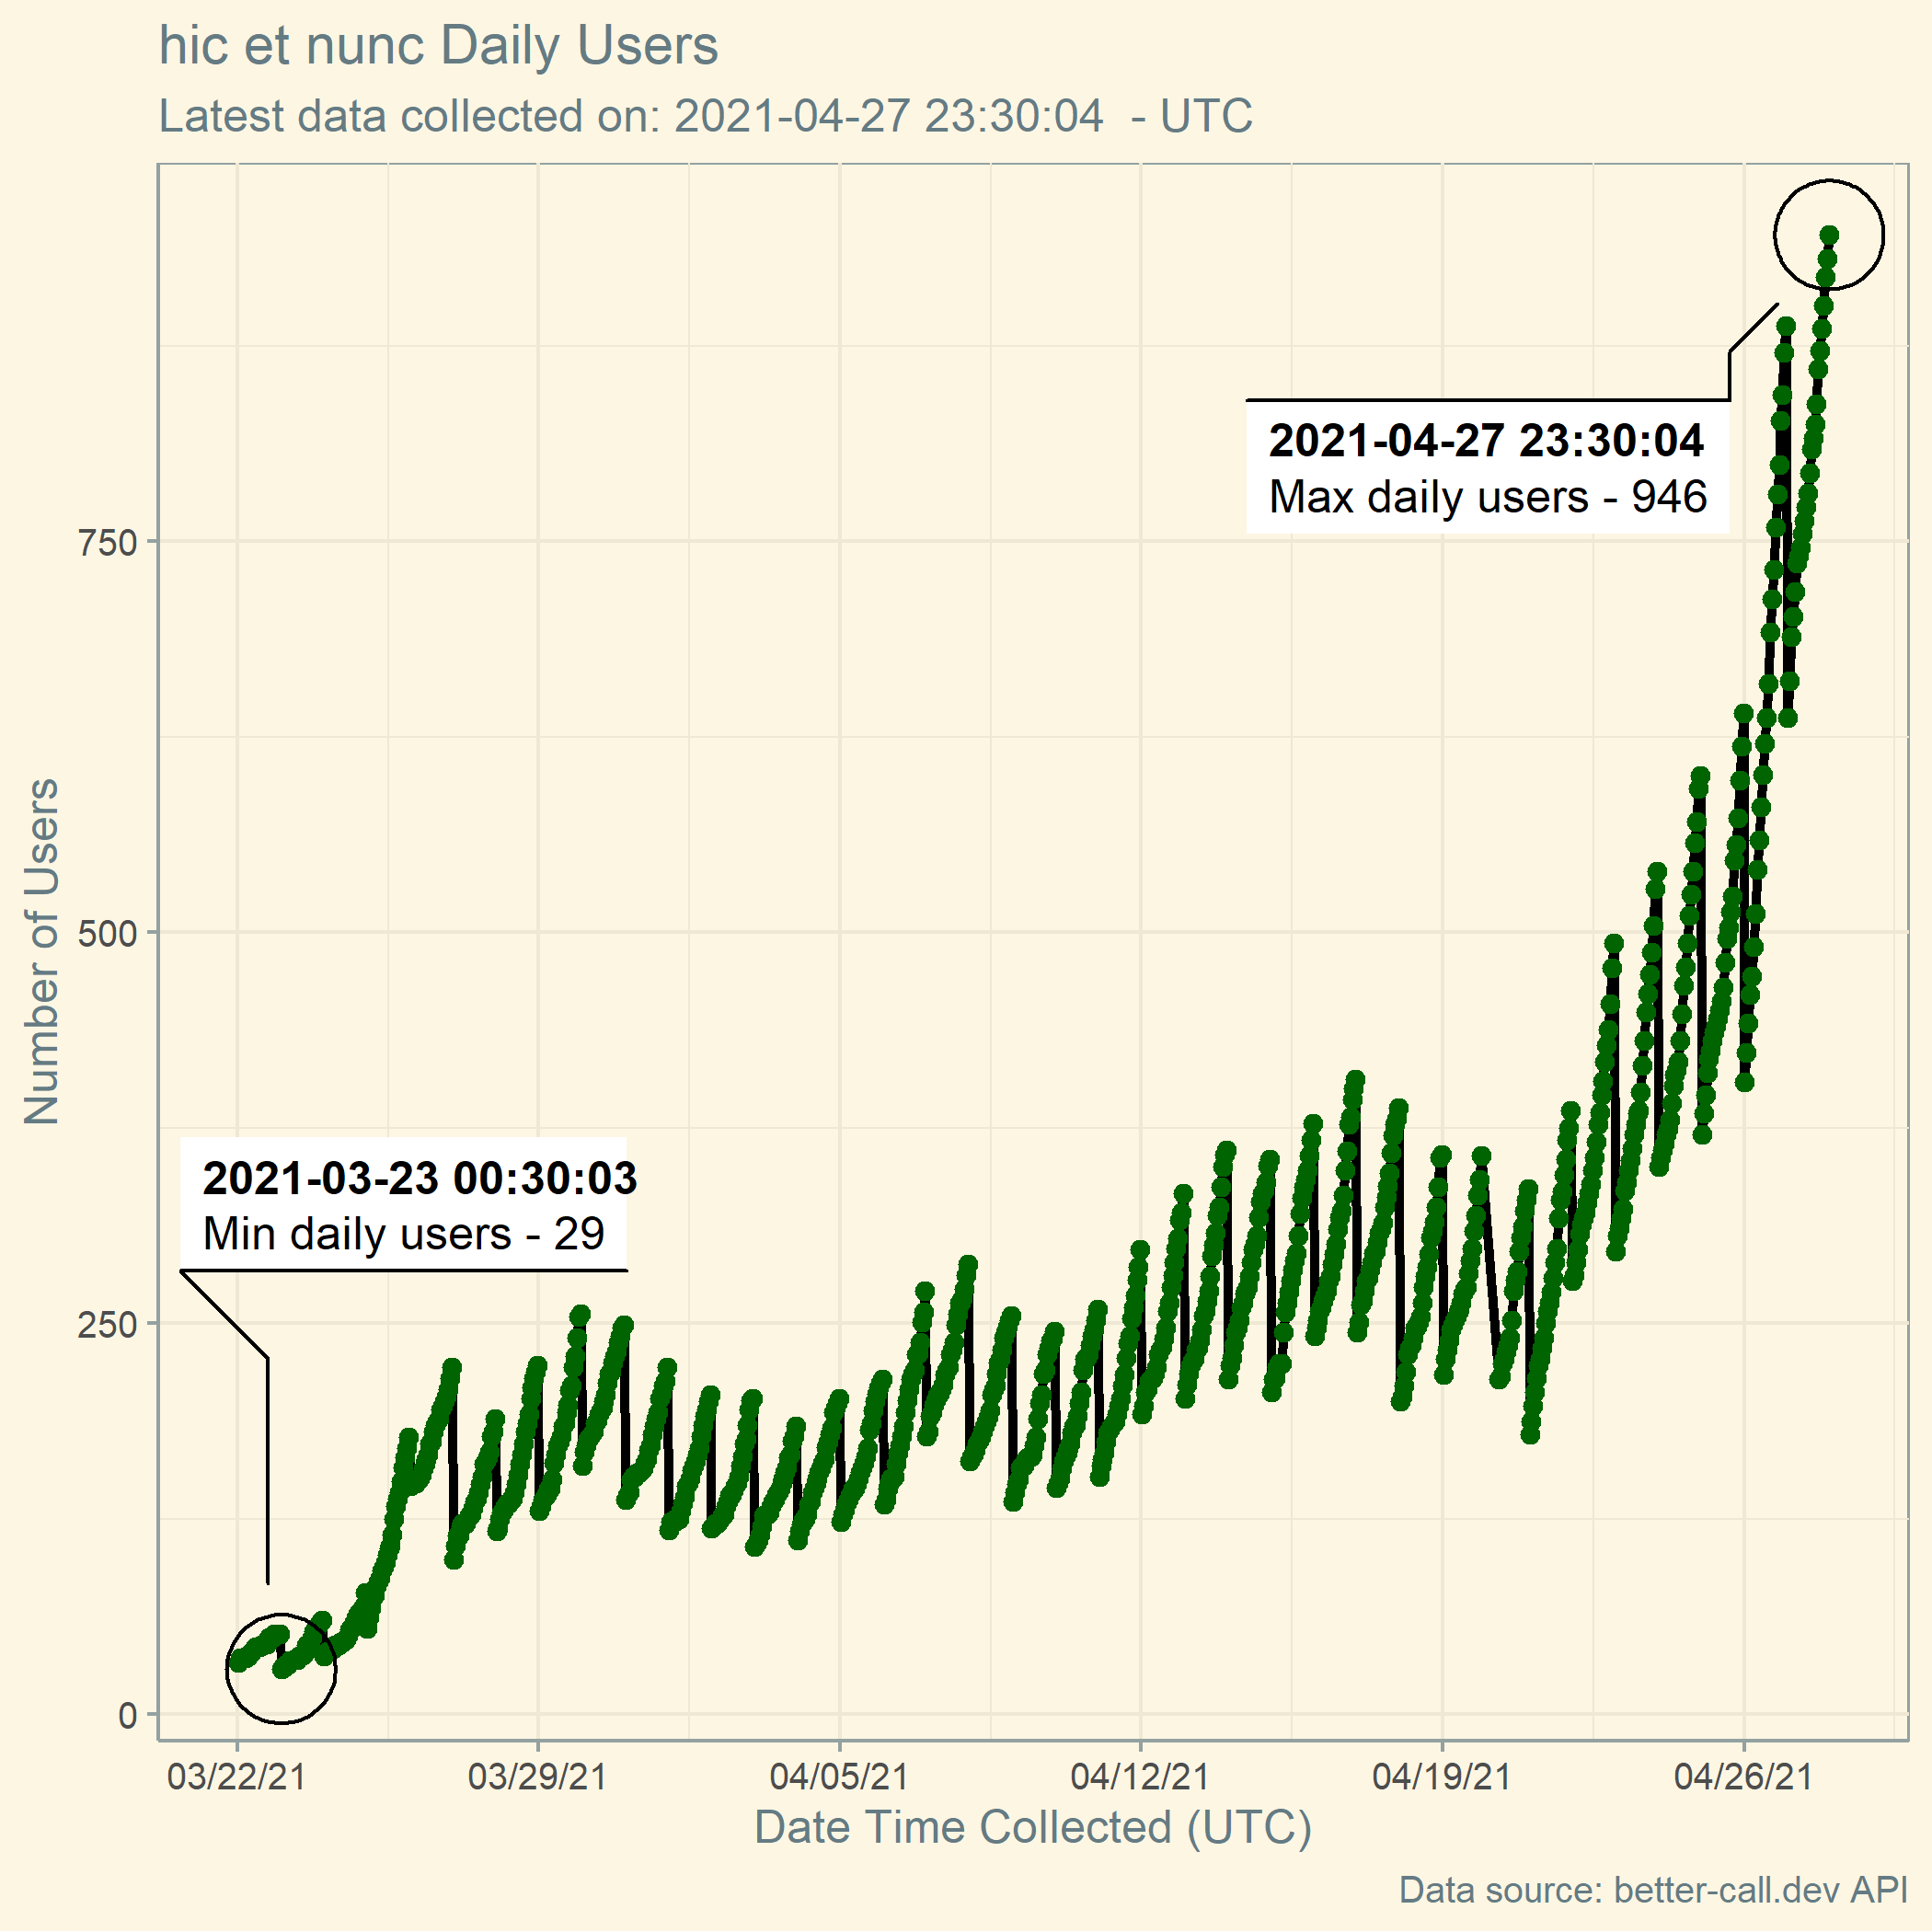 hic et nunc Daily Users
Latest data collected on: 2021-04-27 23:30:04  - UTC
2021-04-27 23:30:04
Max daily users - 946
750
500
Number of Users
2021-03-23 00:30:03
Min daily users - 29
250
0
03/22/21 03/29/21 04/05/21 04/12/21 04/19/21 04/26/21
Date Time Collected (UTC)
Data source: better-call.dev API